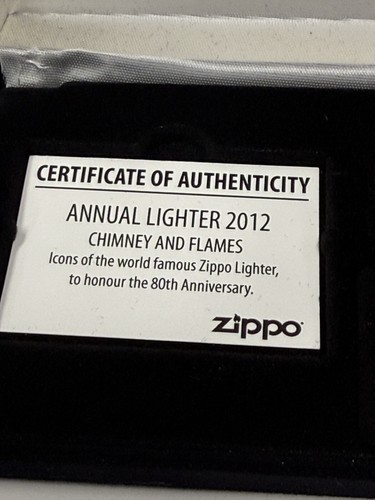 CERTIFICATE OF AUTHENTICITY
ANNUAL LIGHTER 2012
CHIMNEY AND FLAMES
Icons of the world famous Zippo Lighter,
to honour the 80th Anniversary.
zippo